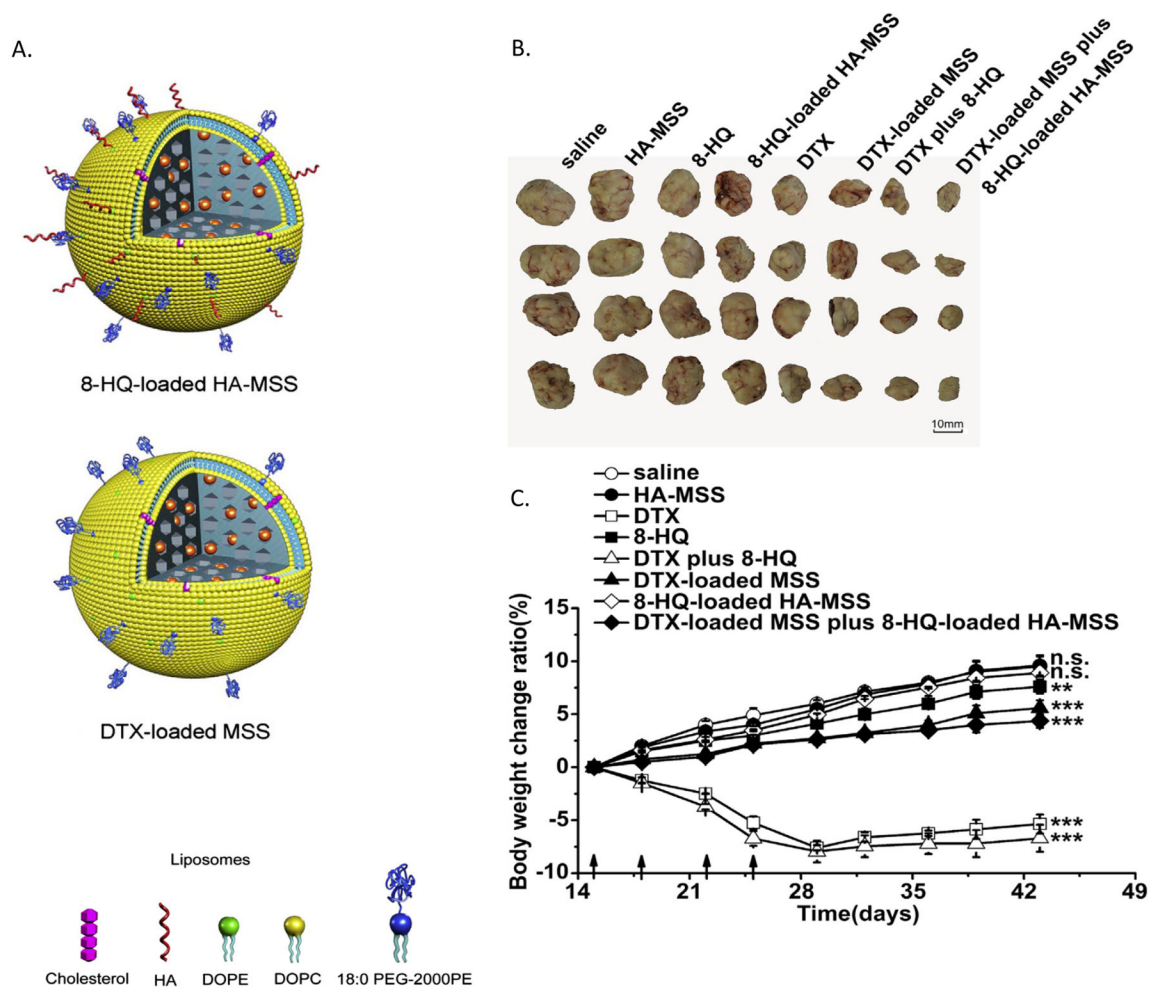 A.
8-HQ-loaded HA-MSS
DTX-loaded MSS
Liposomes
Cholesterol
HA
DOPE
DOPC
18:0 PEG-2000PE
B.
saline
HA-MSS
8-HQ
8-HQ-loaded HA-MSS
DTX
DTX-loaded MSS
DTX plus 8-HQ
DTX-loaded MSS plus
8-HQ-loaded HA-MSS
10mm
C.
saline
HA-MSS
DTX
8-HQ
DTX plus 8-HQ
DTX-loaded MSS
8-HQ-loaded HA-MSS
DTX-loaded MSS plus 8-HQ-loaded HA-MSS
Body weight change ratio(%)
15
10
5
0
-5
-10
n.s.
n.s.
**
***
***
***
***
14
21
28
35
42
49
Time(days)